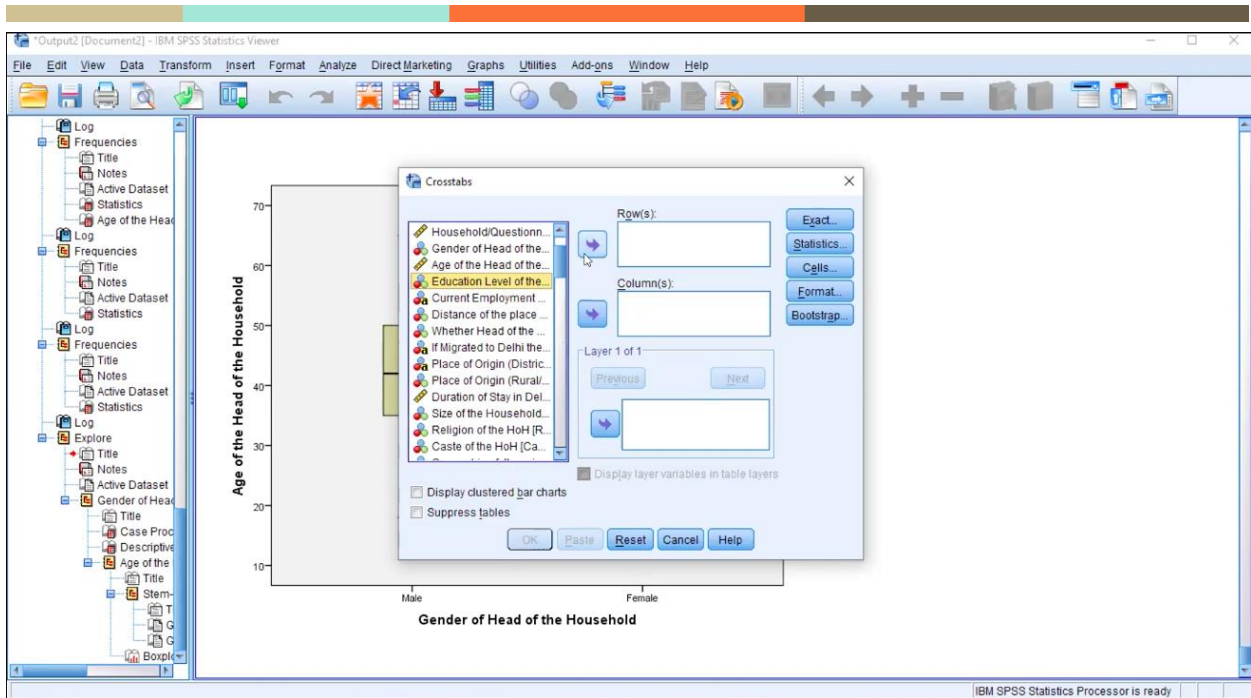 *Output2 [Document2] - IBM SPSS Statistics Viewer
File Edit View Data Transform Insert Format Analyze Direct Marketing Graphs Utilities Add-ons Window Help
Log
Frequencies
Title
Notes
Active Dataset
Statistics
Age of the Head
Log
Frequencies
Title
Notes
Active Dataset
Statistics
Log
Frequencies
Title
Notes
Active Dataset
Statistics
Log
Explore
Title
Notes
Active Dataset
Gender of Head
Title
Case Proc
Descriptive
Age of the
Title
Stem-
T
G
G
Boxplo
Age of the Head of the Household
70
60
50
40
30
20
10
Male Female
Gender of Head of the Household
Crosstabs
Household/Questionn...
Gender of Head of the...
Age of the Head of the...
Education Level of the...
Current Employment ...
Distance of the place ...
Whether Head of the ...
If Migrated to Delhi the...
Place of Origin (Distric...
Place of Origin (Rural/...
Duration of Stay in Del...
Size of the Household...
Religion of the HoH [R...
Caste of the HoH [Ca...
Row(s):
Column(s):
Layer 1 of 1
Previous Next
Display layer variables in table layers
Exact...
Statistics...
Cells...
Format...
Bootstrap...
Display clustered bar charts
Suppress tables
OK Paste Reset Cancel Help
IBM SPSS Statistics Processor is ready